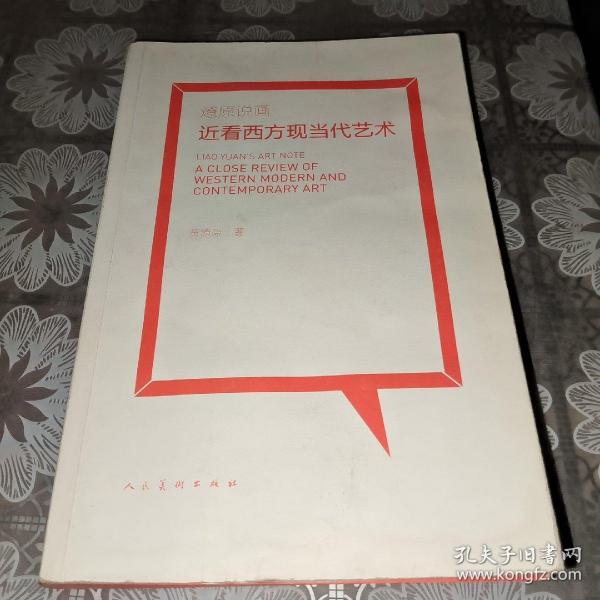 燎原说画
近看西方现当代艺术
LIAO YUAN'S ART NOTE
A CLOSE REVIEW OF
WESTERN MODERN AND
CONTEMPORARY ART
著
人民美術出版社
孔夫子旧书网
www.kongfz.com